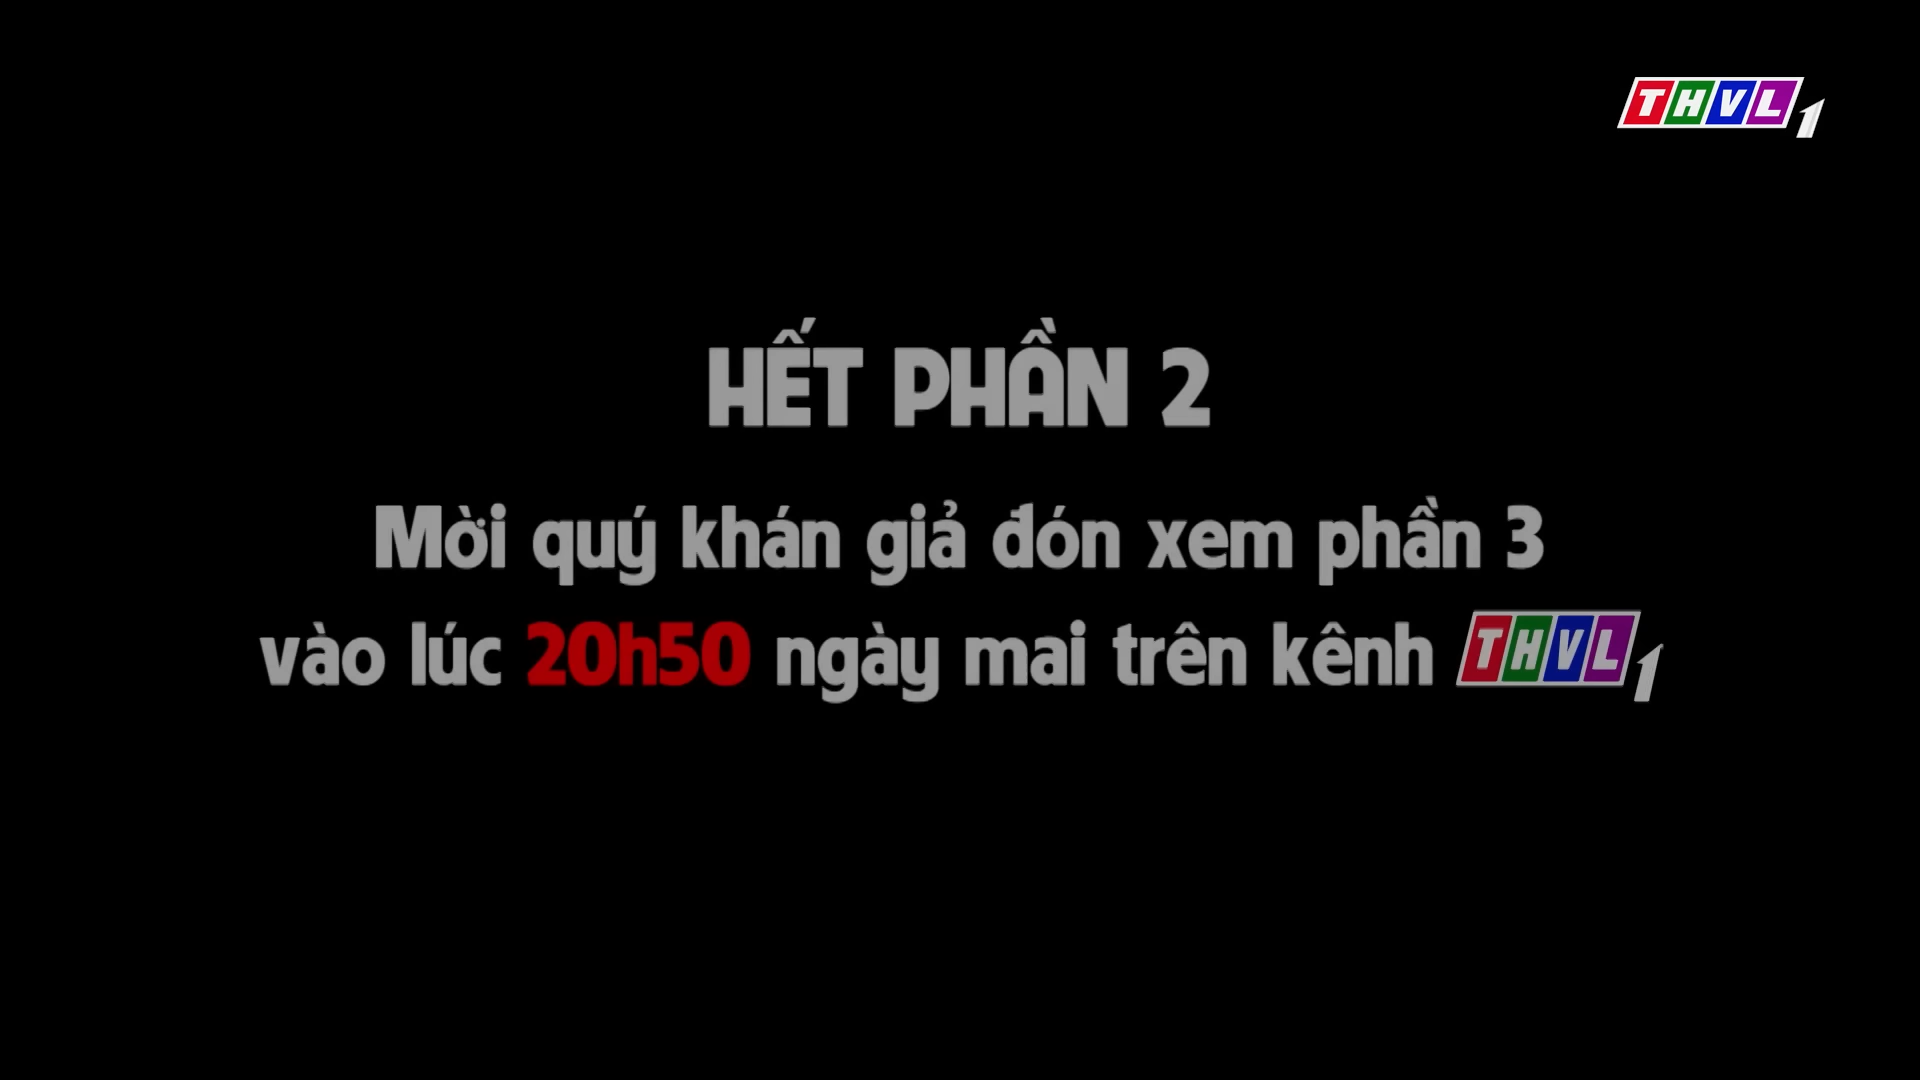 THVL1
HẾT PHẦN 2
Mời quý khán giả đón xem phần 3
vào lúc 20h50 ngày mai trên kênh THVL1